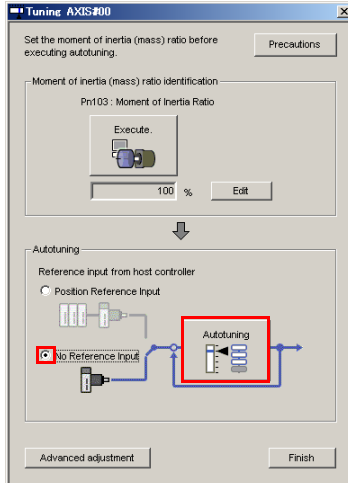 Tuning AXIS#00
Set the moment of inertia (mass) ratio before
executing autotuning.
Precautions
Moment of inertia (mass) ratio identification
Pn103 : Moment of Inertia Ratio
Execute.
100 % Edit
Autotuning
Reference input from host controller
Position Reference Input
Autotuning
No Reference Input
Advanced adjustment
Finish